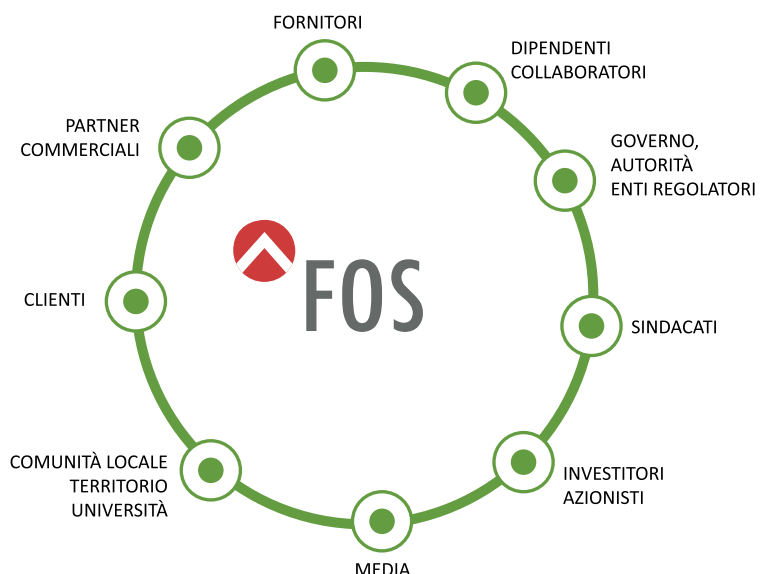 FORNITORI
DIPENDENTI
COLLABORATORI
GOVERNO,
AUTORITÀ
ENTI REGOLATORI
SINDACATI
INVESTITORI
AZIONISTI
MEDIA
COMUNITÀ LOCALE
TERRITORIO
UNIVERSITÀ
CLIENTI
PARTNER
COMMERCIALI
FOS